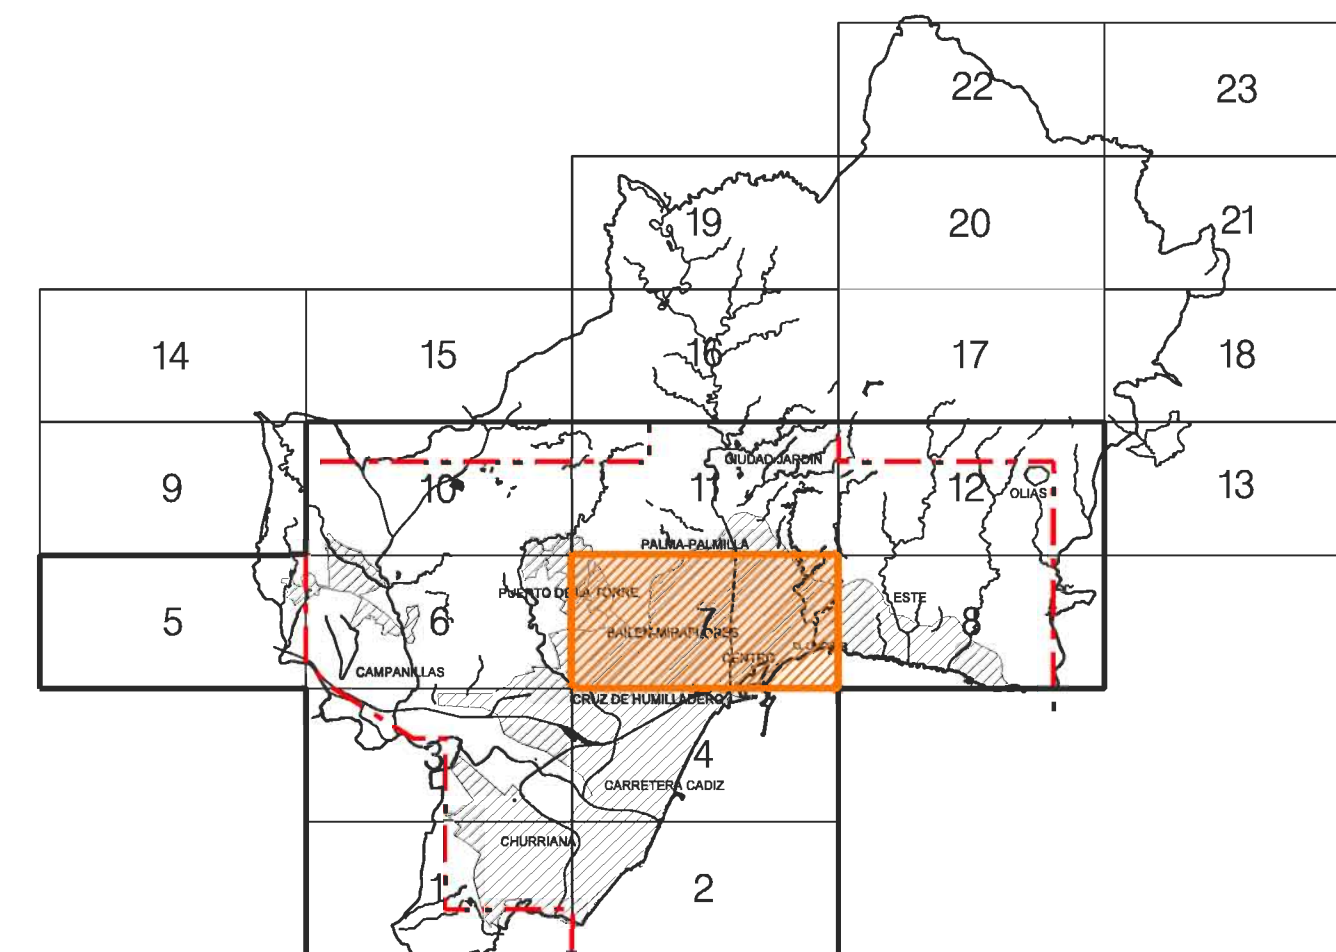 22
23
19
20
21
14
15
16
17
18
CIUDAD JARDIN
9
10
11
12
OLIAS
13
PALMA-PALMILLA
PUERTO DE LA TORRE
ESTE
5
6
7
8
BAILEN-MIRAFLORES
CENTRO
CAMPANILLAS
CRUZ DE HUMILLADERO
3
4
CARRETERA CADIZ
CHURRIANA
1
2